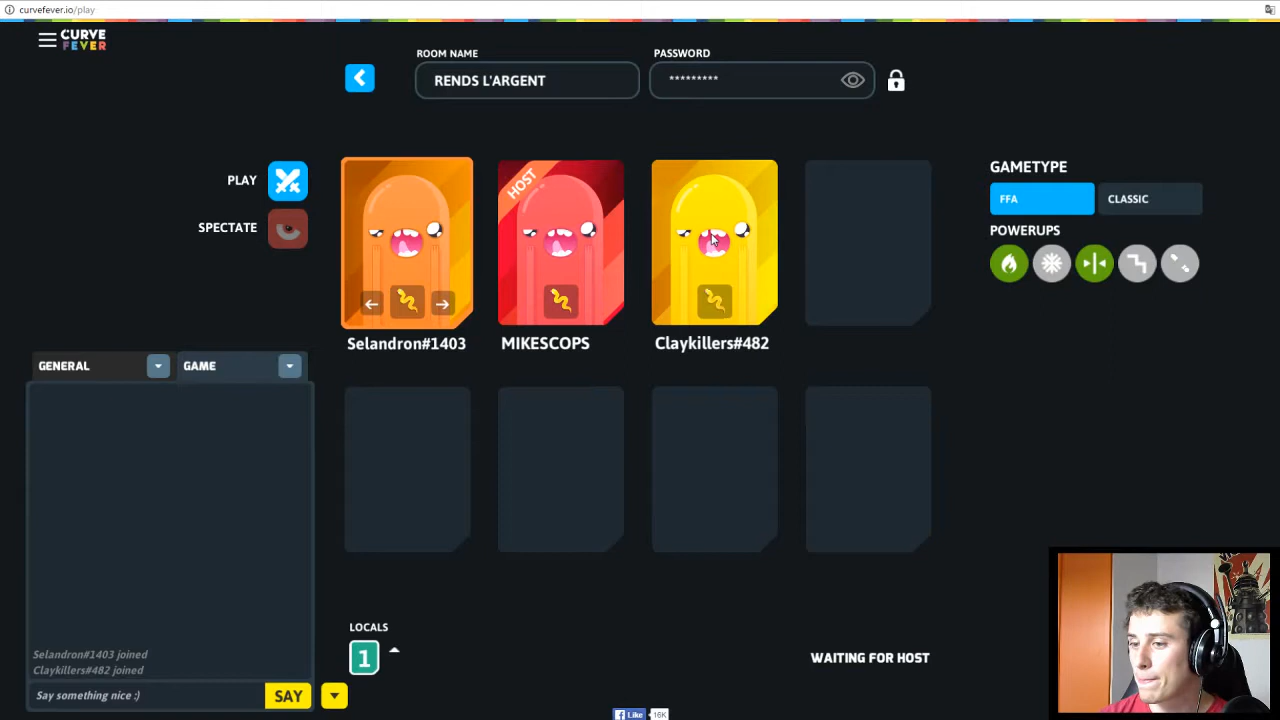 curvefever.io/play
CURVE
FEVER
ROOM NAME
PASSWORD
RENDS L'ARGENT
*********
PLAY
SPECTATE
HOST
GAMETYPE
FFA
CLASSIC
POWERUPS
Selandron#1403
MIKESCOPS
Claykillers#482
GENERAL
GAME
Selandron#1403 joined
Claykillers#482 joined
Say something nice :)
SAY
LOCALS
1
WAITING FOR HOST
Like
16K